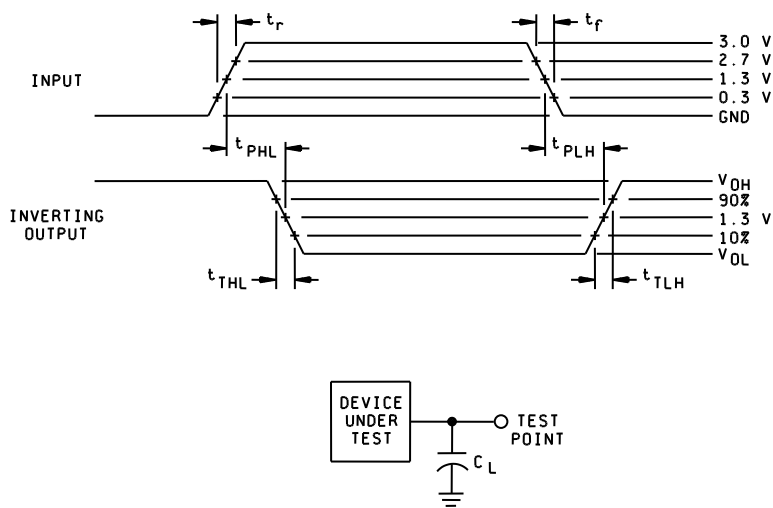 t_r
t_f
3.0 V
2.7 V
INPUT
1.3 V
0.3 V
GND
t_PHL
t_PLH
V_OH
90%
INVERTING
OUTPUT
1.3 V
10%
V_OL
t_THL
t_TLH
DEVICE
UNDER
TEST
TEST
POINT
C_L